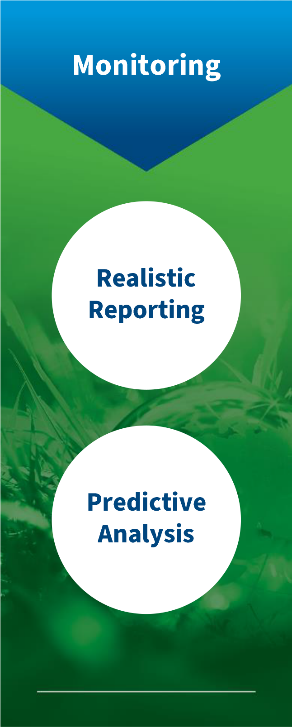 Monitoring
Realistic
Reporting
Predictive
Analysis